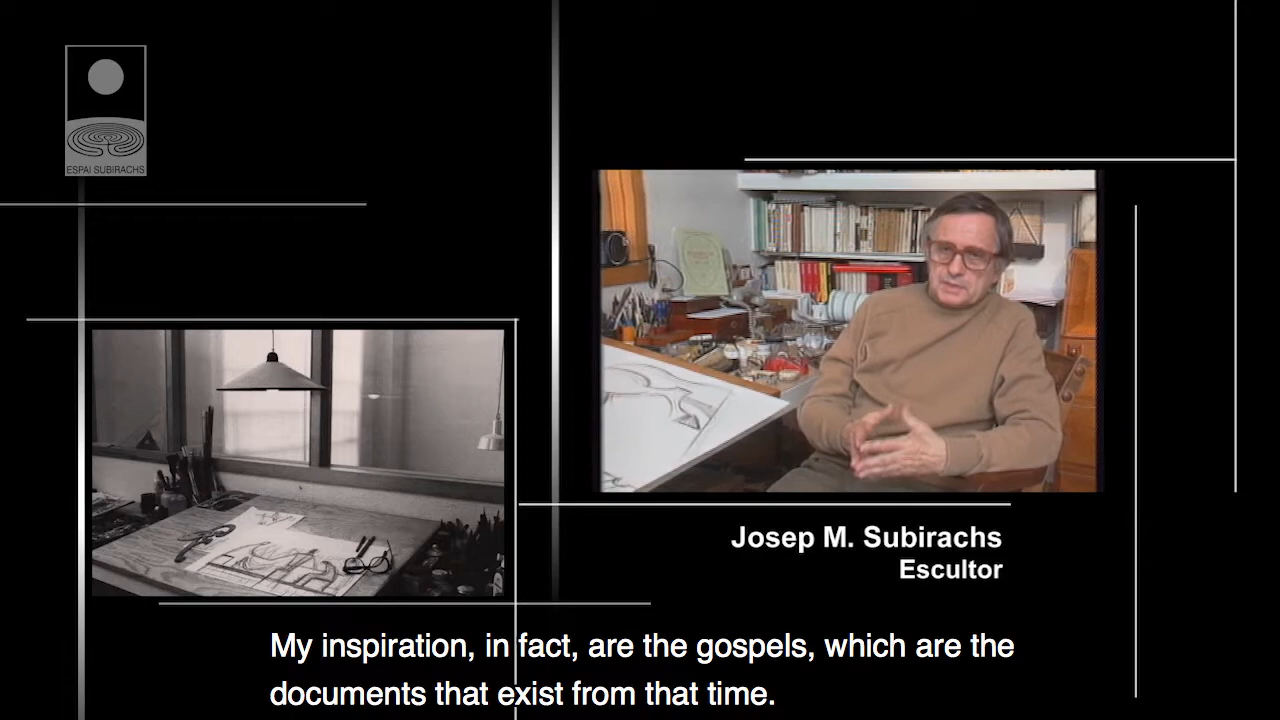 ESPAI SUBIRACHS
Josep M. Subirachs
Escultor
My inspiration, in fact, are the gospels, which are the
documents that exist from that time.